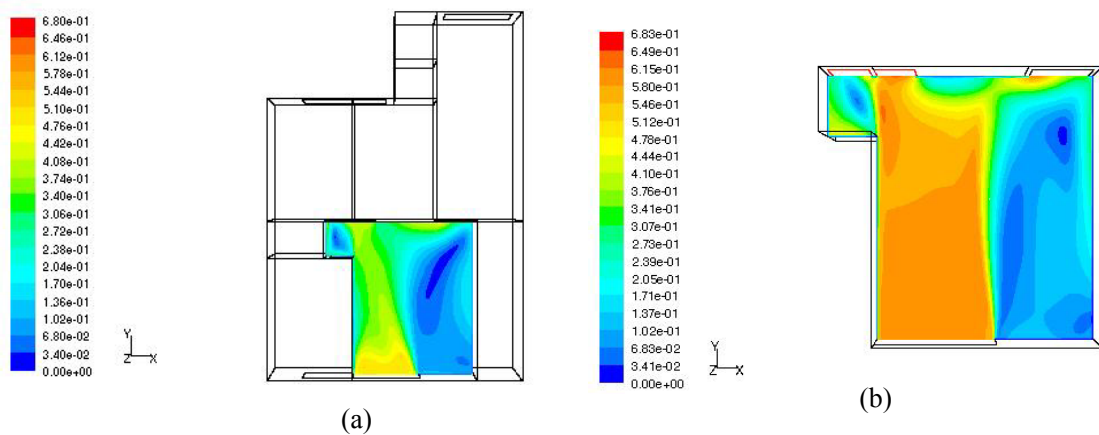 6.80e-01
6.46e-01
6.12e-01
5.78e-01
5.44e-01
5.10e-01
4.76e-01
4.42e-01
4.08e-01
3.74e-01
3.40e-01
3.06e-01
2.72e-01
2.38e-01
2.04e-01
1.70e-01
1.36e-01
1.02e-01
6.80e-02
3.40e-02
0.00e+00
Y
Z X
(a)
6.83e-01
6.49e-01
6.15e-01
5.80e-01
5.46e-01
5.12e-01
4.78e-01
4.44e-01
4.10e-01
3.76e-01
3.41e-01
3.07e-01
2.73e-01
2.39e-01
2.05e-01
1.71e-01
1.37e-01
1.02e-01
6.83e-02
3.41e-02
0.00e+00
Y
Z X
(b)